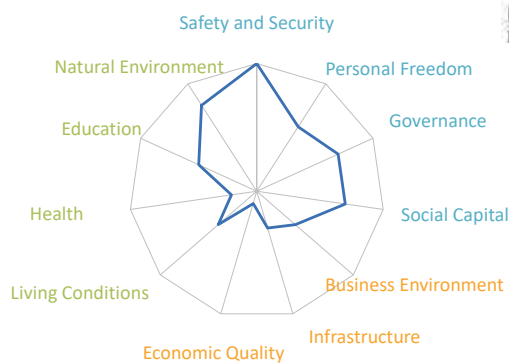 Safety and Security
Natural Environment
Personal Freedom
Education
Governance
Health
Social Capital
Living Conditions
Business Environment
Infrastructure
Economic Quality